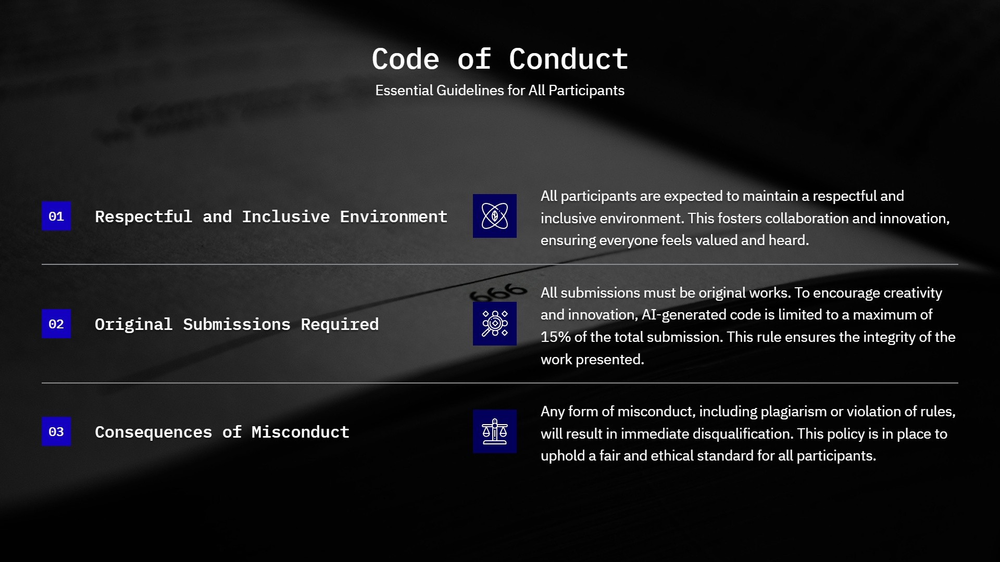 Code of Conduct
Essential Guidelines for All Participants
01
Respectful and Inclusive Environment
All participants are expected to maintain a respectful and
inclusive environment. This fosters collaboration and innovation,
ensuring everyone feels valued and heard.
666
02
Original Submissions Required
All submissions must be original works. To encourage creativity
and innovation, AI-generated code is limited to a maximum of
15% of the total submission. This rule ensures the integrity of the
work presented.
03
Consequences of Misconduct
Any form of misconduct, including plagiarism or violation of rules,
will result in immediate disqualification. This policy is in place to
uphold a fair and ethical standard for all participants.